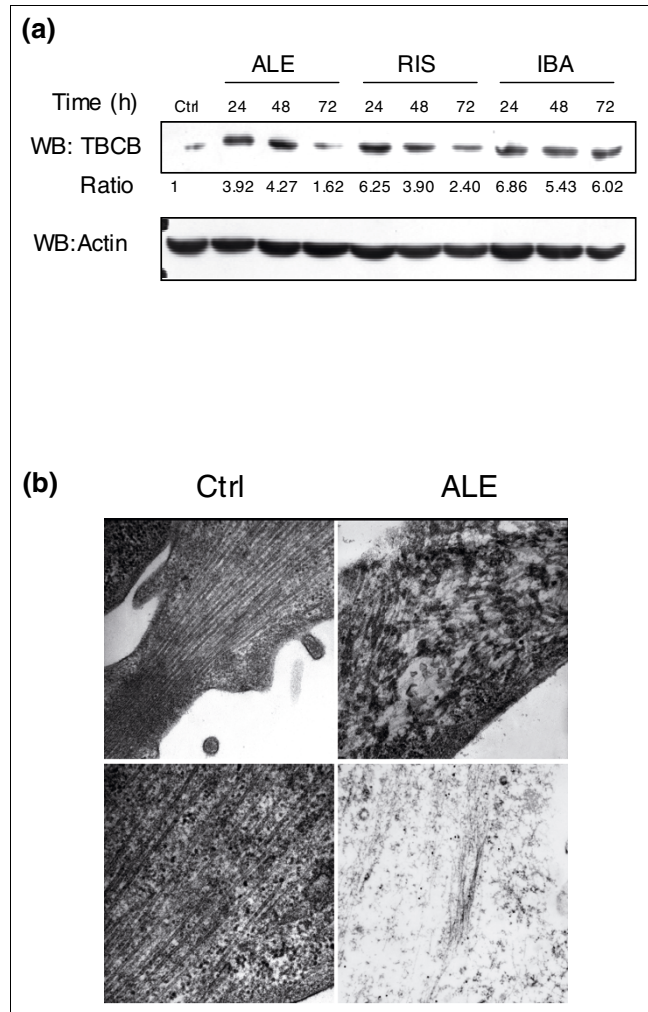 (a)
ALE RIS IBA
Time (h) Ctrl 24 48 72 24 48 72 24 48 72
WB: TBCB
Ratio 1 3.92 4.27 1.62 6.25 3.90 2.40 6.86 5.43 6.02
WB:Actin
(b)
Ctrl ALE